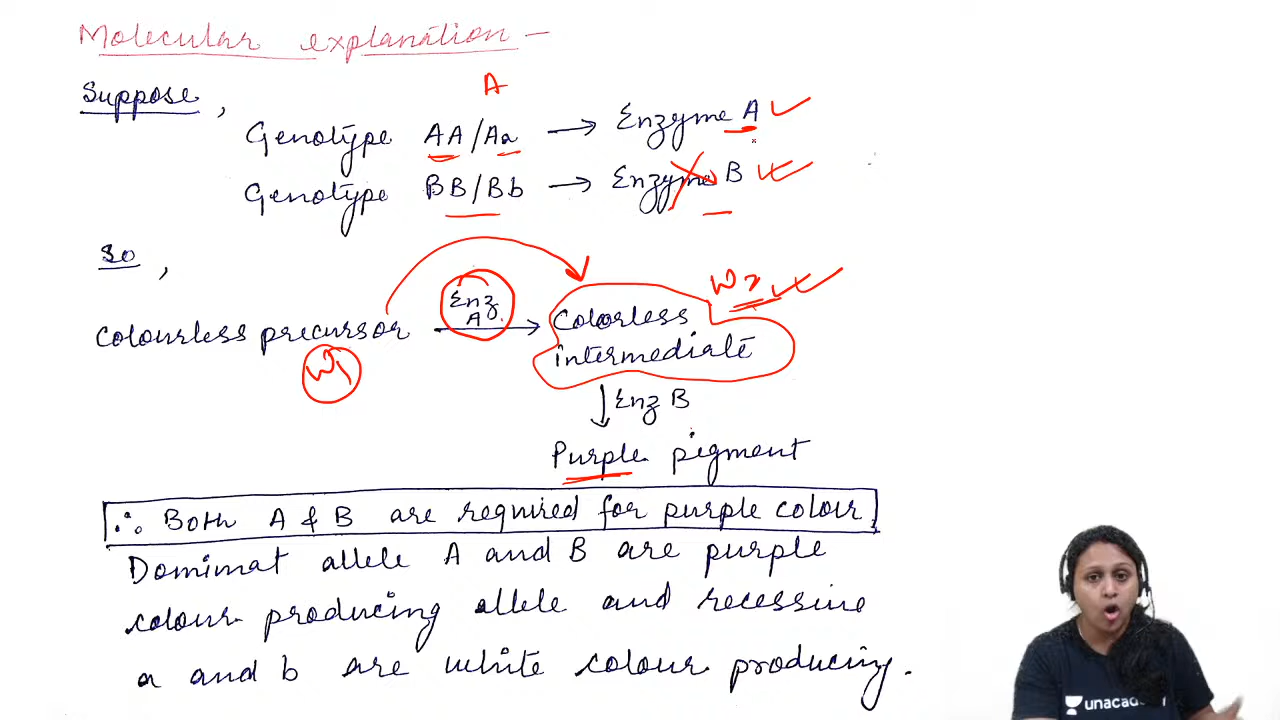 Molecular explanation -
Suppose,
A
Genotype AA/Aa → Enzyme A ✓
Genotype BB/Bb → Enzyme B ✓
So,
Colourless precursor
W1
Enz A
Colorless
intermediate
W2 ✓
Enz B
Purple pigment
∴ Both A & B are required for purple colour.
Domimat allele A and B are purple
colour producing allele and recessive
a and b are white colour producing.
unacademy